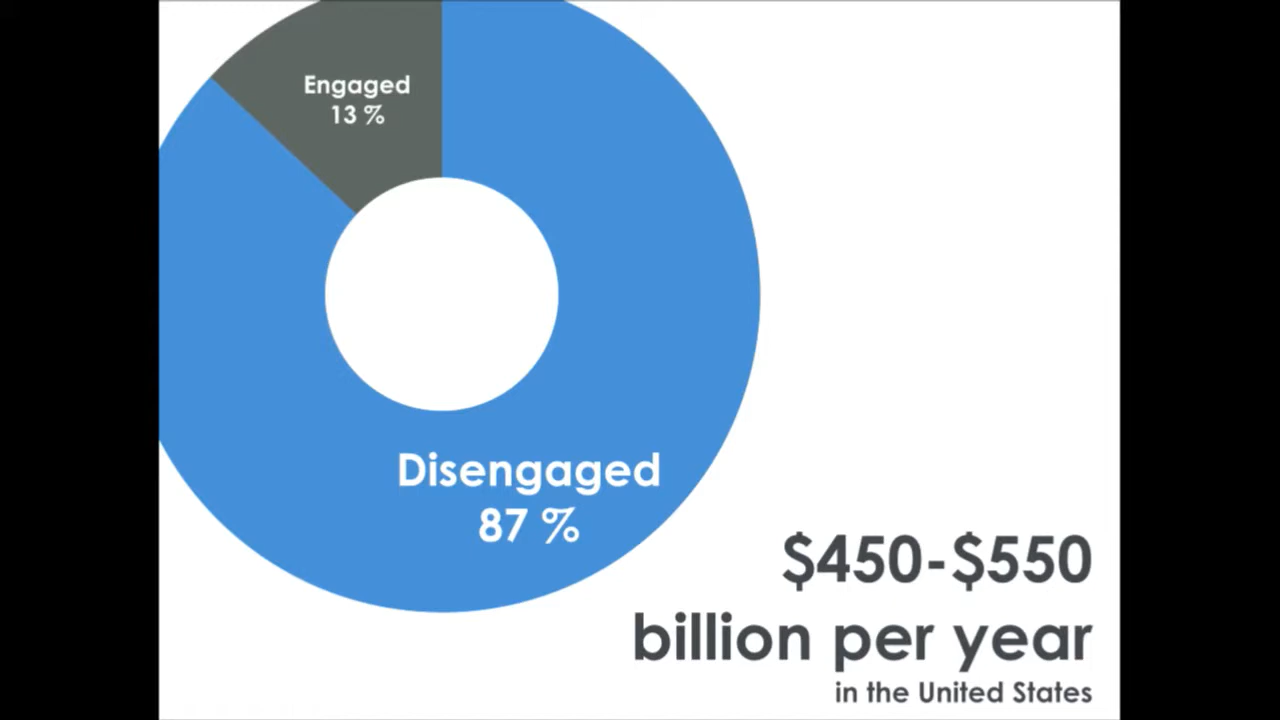 Engaged
13 %
Disengaged
87 %
$450-$550
billion per year
in the United States